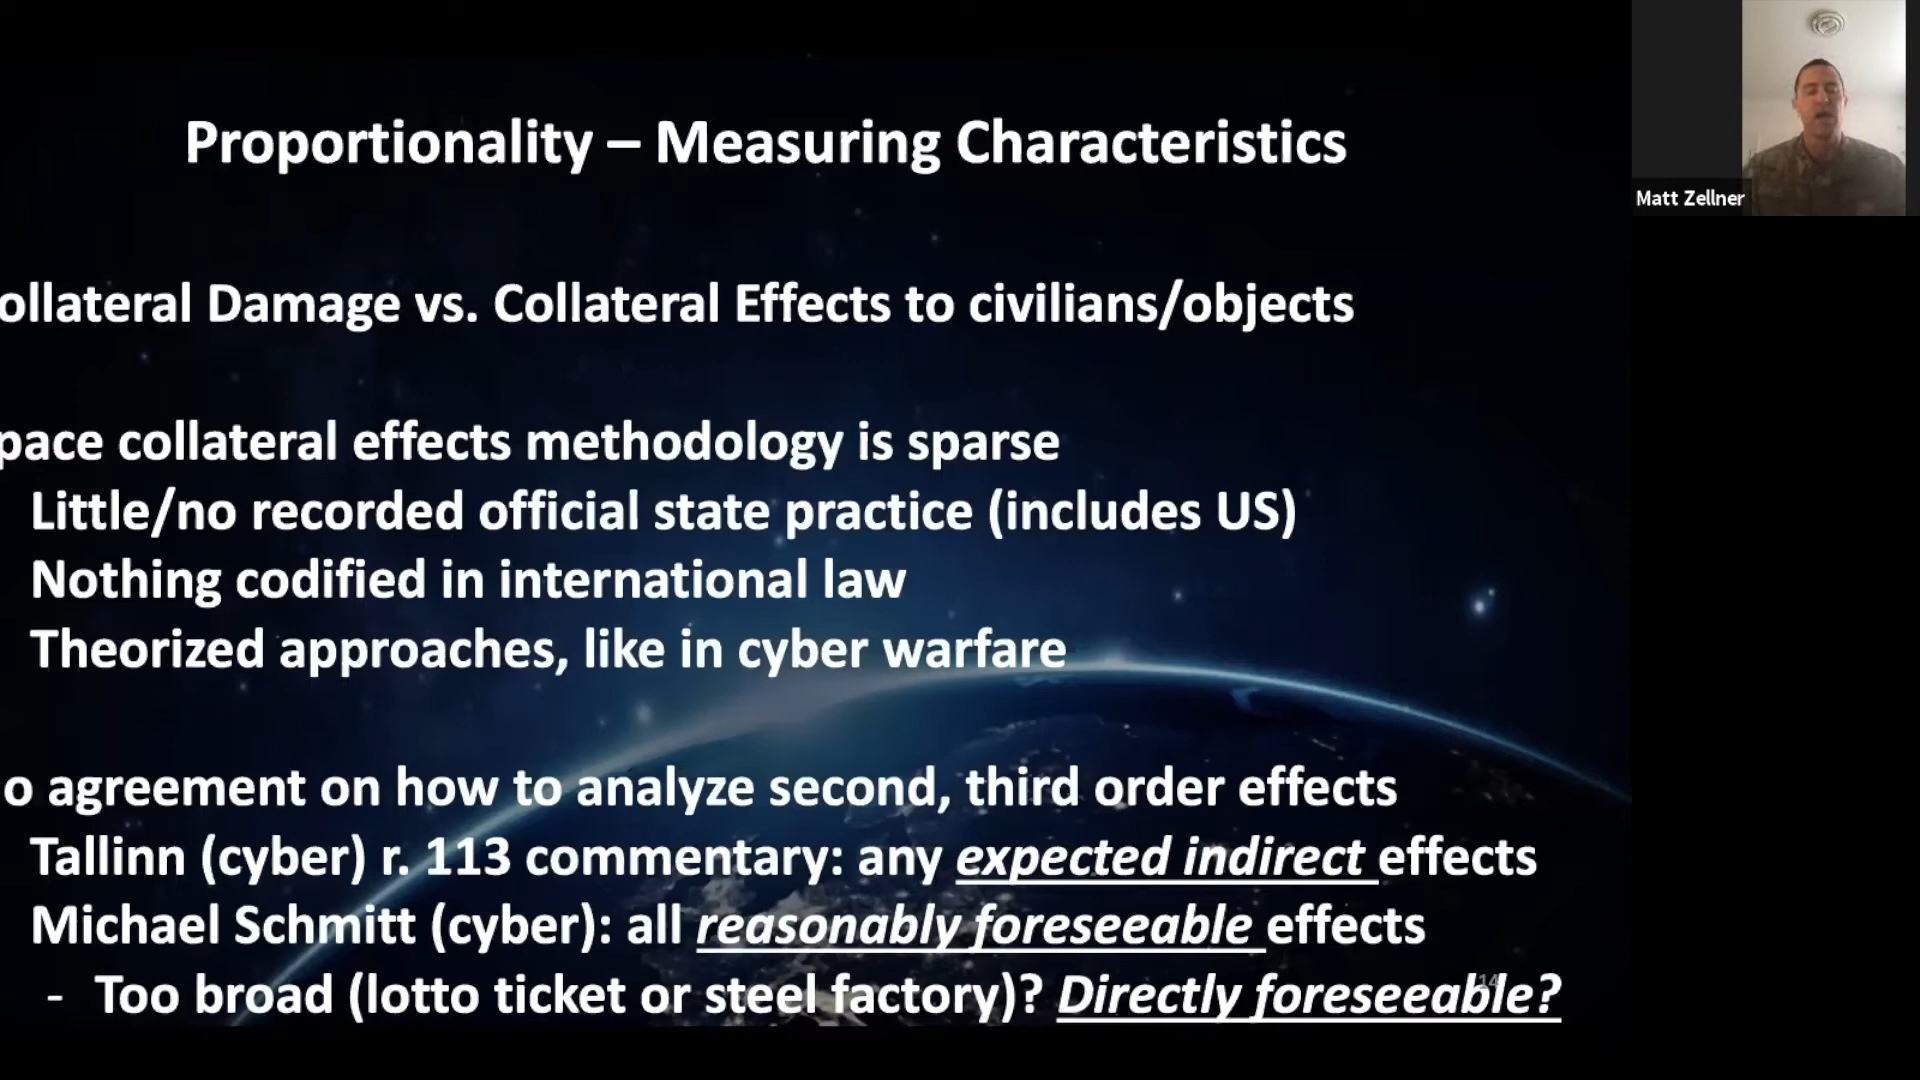 Proportionality – Measuring Characteristics
Matt Zellner
ollateral Damage vs. Collateral Effects to civilians/objects
pace collateral effects methodology is sparse
Little/no recorded official state practice (includes US)
Nothing codified in international law
Theorized approaches, like in cyber warfare
o agreement on how to analyze second, third order effects
Tallinn (cyber) r. 113 commentary: any expected indirect effects
Michael Schmitt (cyber): all reasonably foreseeable effects
- Too broad (lotto ticket or steel factory)? Directly foreseeable?
14